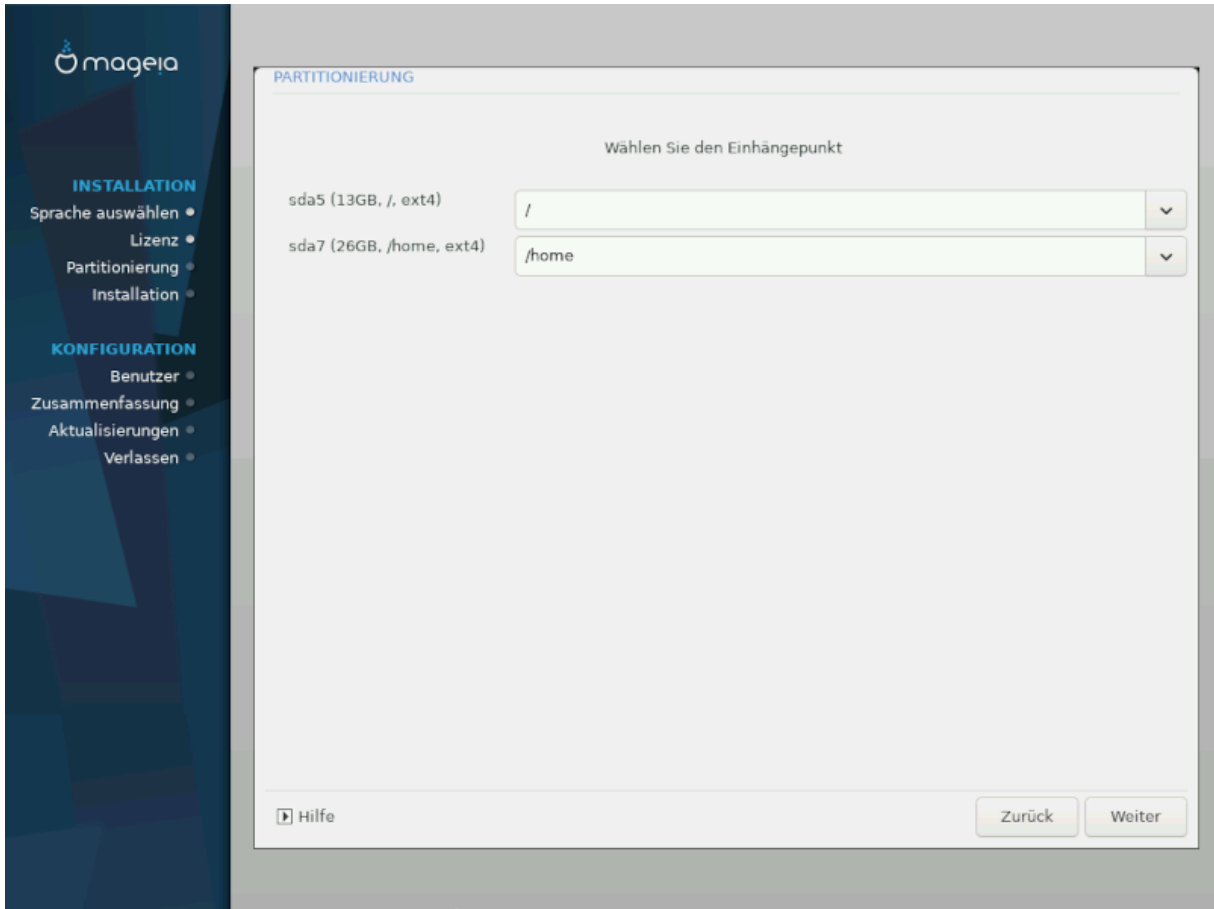 mageia
INSTALLATION
Sprache auswählen
Lizenz
Partitionierung
Installation
KONFIGURATION
Benutzer
Zusammenfassung
Aktualisierungen
Verlassen
PARTITIONIERUNG
Wählen Sie den Einhängepunkt
sda5 (13GB, /, ext4)
/
sda7 (26GB, /home, ext4)
/home
Hilfe
Zurück
Weiter